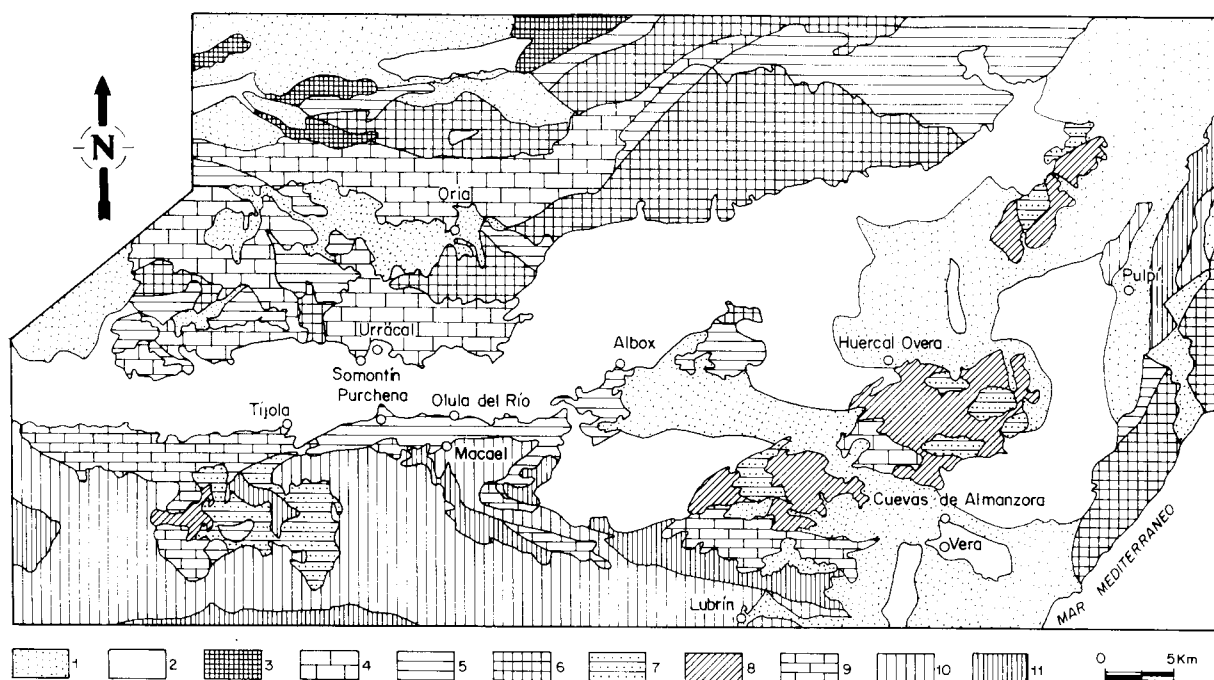 N
Oria
Pulpí
Urrácal
Albox
Huercal Overa
Somontín
Purchena
Olula del Río
Tíjola
Macael
Cuevas de Almanzora
Vera
MAR MEDITERRANEO
Lubrín
1 2 3 4 5 6 7 8 9 10 11 0 5Km